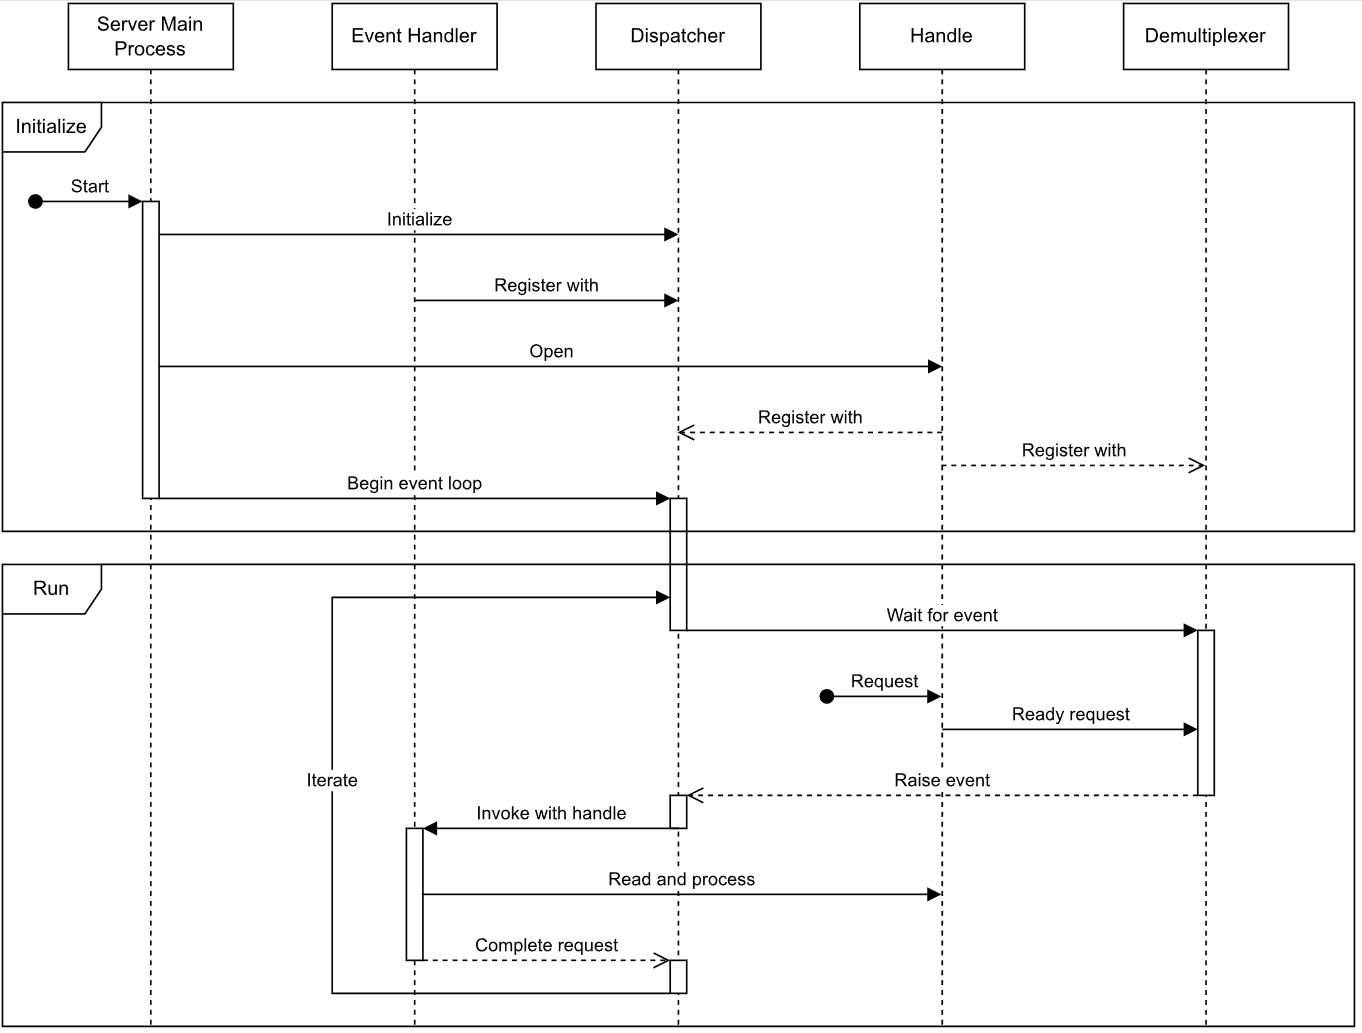 Server Main
Process
Event Handler
Dispatcher
Handle
Demultiplexer
Initialize
Start
Initialize
Register with
Open
Register with
Register with
Begin event loop
Run
Wait for event
Request
Ready request
Iterate
Raise event
Invoke with handle
Read and process
Complete request